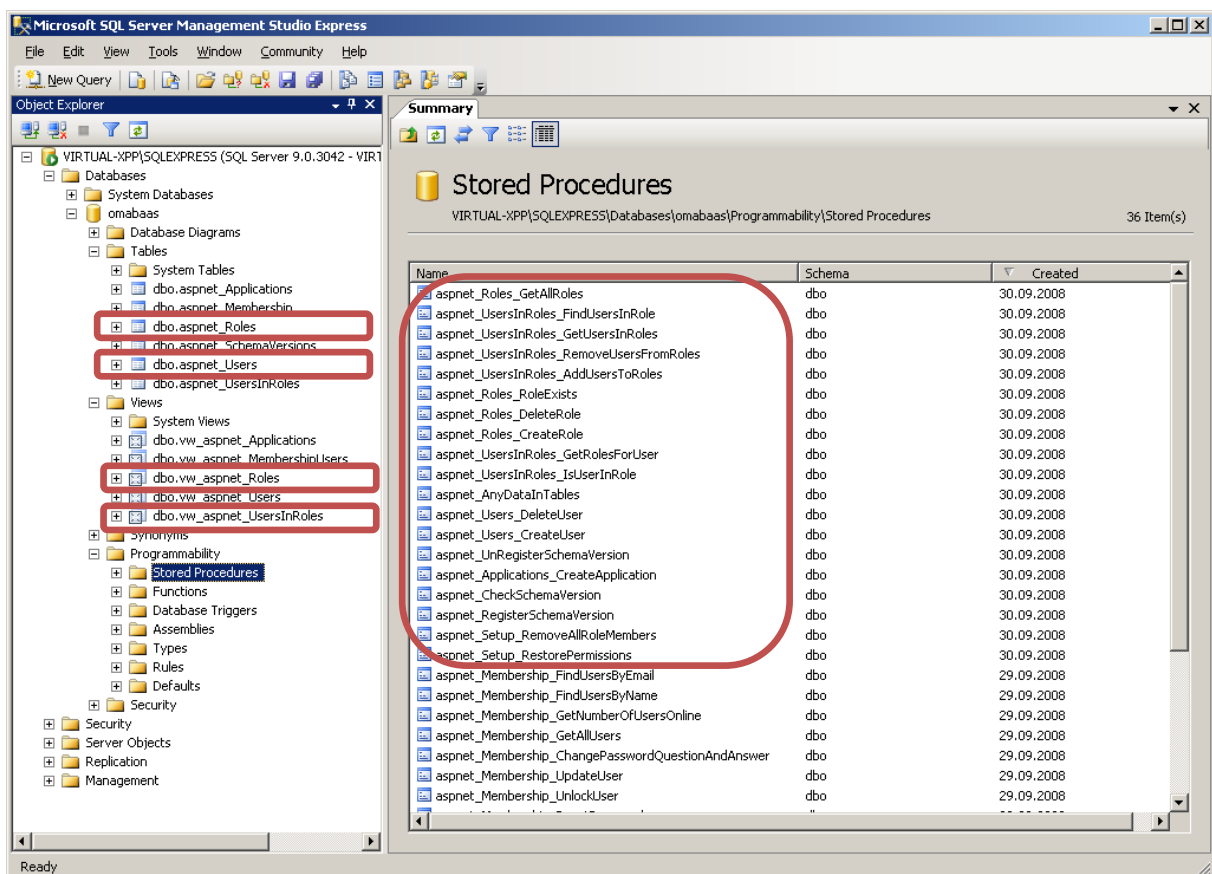 Microsoft SQL Server Management Studio Express
File Edit View Tools Window Community Help
New Query
Object Explorer
VIRTUAL-XPP\SQLEXPRESS (SQL Server 9.0.3042 - VIRT
Databases
System Databases
omabaas
Database Diagrams
Tables
System Tables
dbo.aspnet_Applications
dbo.aspnet_Membership
dbo.aspnet_Roles
dbo.aspnet_SchemaVersions
dbo.aspnet_Users
dbo.aspnet_UsersInRoles
Views
System Views
dbo.vw_aspnet_Applications
dbo.vw_aspnet_MembershipUsers
dbo.vw_aspnet_Roles
dbo.vw_aspnet_Users
dbo.vw_aspnet_UsersInRoles
Synonyms
Programmability
Stored Procedures
Functions
Database Triggers
Assemblies
Types
Rules
Defaults
Security
Security
Server Objects
Replication
Management
Summary
Stored Procedures
VIRTUAL-XPP\SQLEXPRESS\Databases\omabaas\Programmability\Stored Procedures 36 Item(s)
Name Schema Created
aspnet_Roles_GetAllRoles dbo 30.09.2008
aspnet_UsersInRoles_FindUsersInRole dbo 30.09.2008
aspnet_UsersInRoles_GetUsersInRoles dbo 30.09.2008
aspnet_UsersInRoles_RemoveUsersFromRoles dbo 30.09.2008
aspnet_UsersInRoles_AddUsersToRoles dbo 30.09.2008
aspnet_Roles_RoleExists dbo 30.09.2008
aspnet_Roles_DeleteRole dbo 30.09.2008
aspnet_Roles_CreateRole dbo 30.09.2008
aspnet_UsersInRoles_GetRolesForUser dbo 30.09.2008
aspnet_UsersInRoles_IsUserInRole dbo 30.09.2008
aspnet_AnyDataInTables dbo 30.09.2008
aspnet_Users_DeleteUser dbo 30.09.2008
aspnet_Users_CreateUser dbo 30.09.2008
aspnet_UnRegisterSchemaVersion dbo 30.09.2008
aspnet_Applications_CreateApplication dbo 30.09.2008
aspnet_CheckSchemaVersion dbo 30.09.2008
aspnet_RegisterSchemaVersion dbo 30.09.2008
aspnet_Setup_RemoveAllRoleMembers dbo 30.09.2008
aspnet_Setup_RestorePermissions dbo 30.09.2008
aspnet_Membership_FindUsersByEmail dbo 29.09.2008
aspnet_Membership_FindUsersByName dbo 29.09.2008
aspnet_Membership_GetNumberOfUsersOnline dbo 29.09.2008
aspnet_Membership_GetAllUsers dbo 29.09.2008
aspnet_Membership_ChangePasswordQuestionAndAnswer dbo 29.09.2008
aspnet_Membership_UpdateUser dbo 29.09.2008
aspnet_Membership_UnlockUser dbo 29.09.2008
Ready